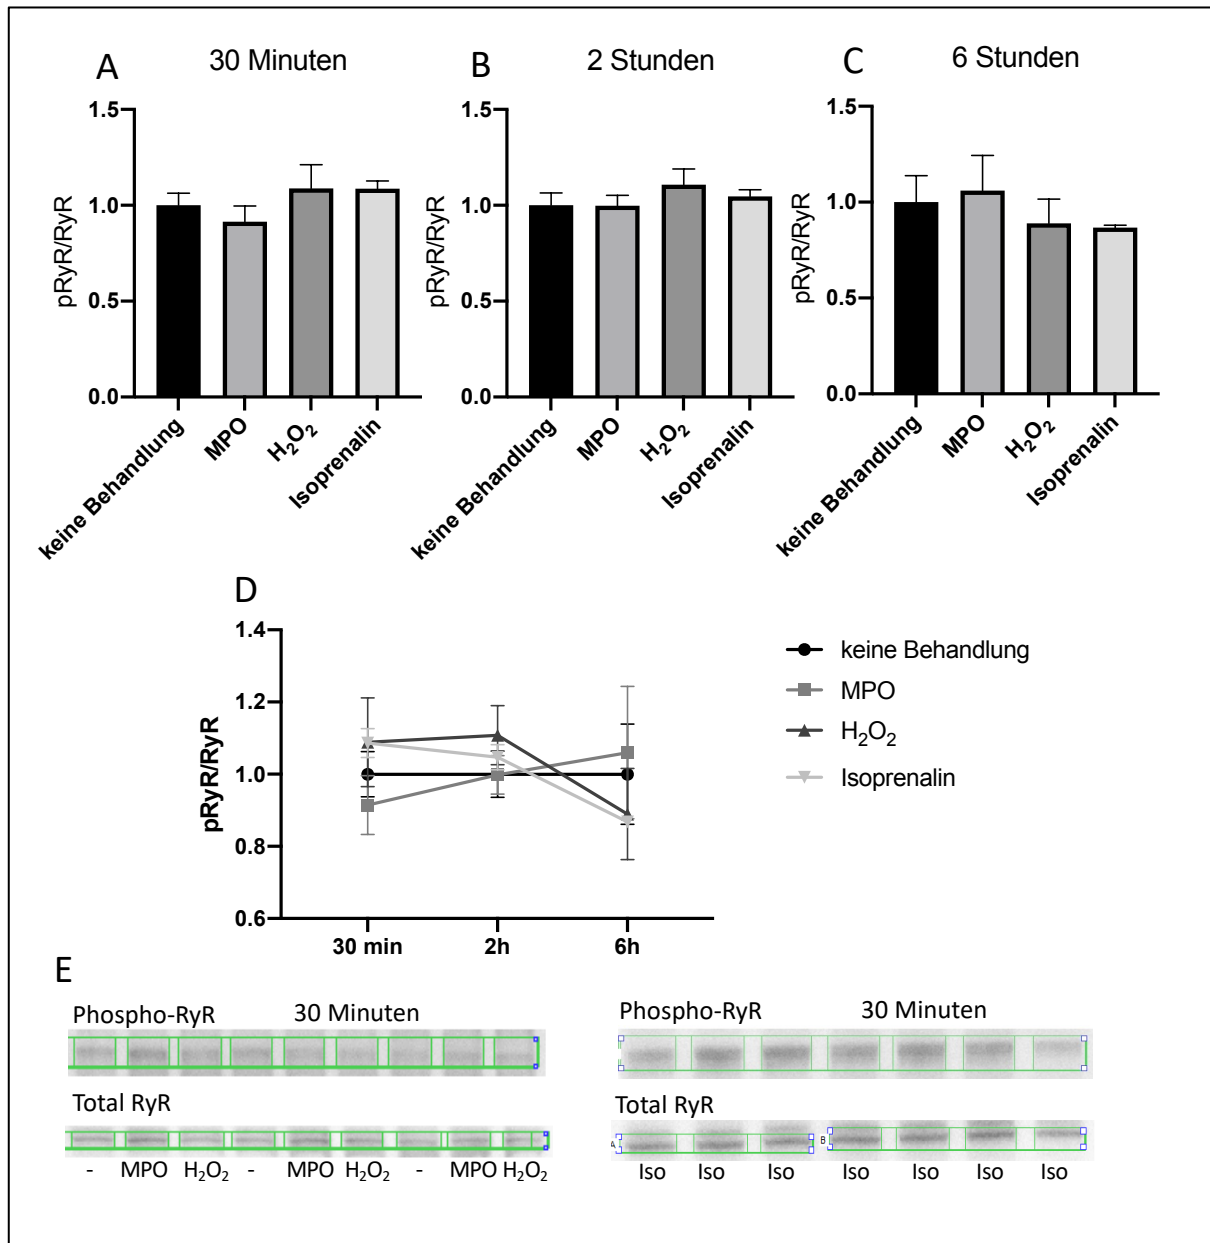 A 30 Minuten
B 2 Stunden
C 6 Stunden
pRyR/RyR
1.5
1.0
0.5
0.0
keine Behandlung
MPO
H₂O₂
Isoprenalin
pRyR/RyR
1.5
1.0
0.5
0.0
keine Behandlung
MPO
H₂O₂
Isoprenalin
pRyR/RyR
1.5
1.0
0.5
0.0
keine Behandlung
MPO
H₂O₂
Isoprenalin
D
pRyR/RyR
1.4
1.2
1.0
0.8
0.6
30 min 2h 6h
keine Behandlung
MPO
H₂O₂
Isoprenalin
E
Phospho-RyR 30 Minuten
Total RyR
- MPO H₂O₂ - MPO H₂O₂ - MPO H₂O₂
Phospho-RyR 30 Minuten
Total RyR
A B
Iso Iso Iso Iso Iso Iso Iso